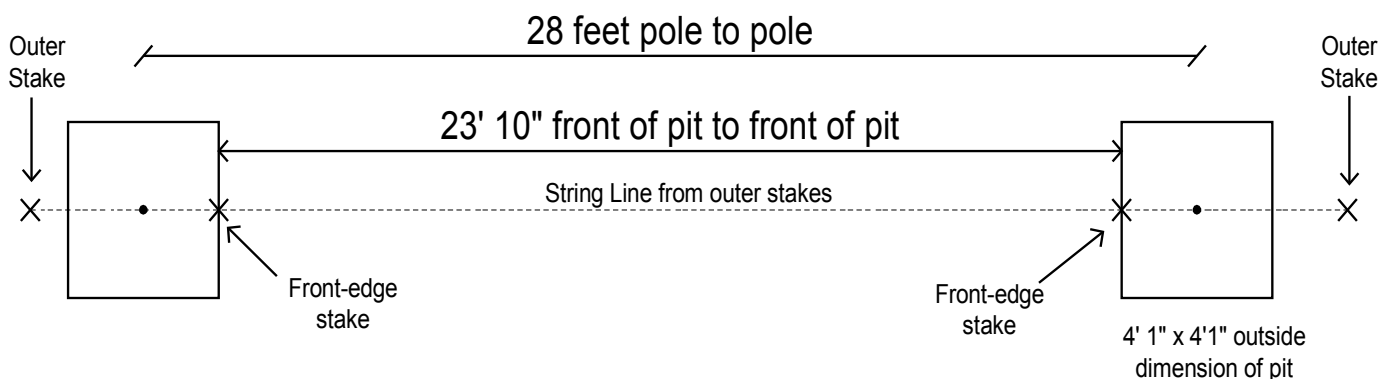 28 feet pole to pole
Outer
Stake
Outer
Stake
23' 10" front of pit to front of pit
String Line from outer stakes
Front-edge
stake
Front-edge
stake
4' 1" x 4'1" outside
dimension of pit